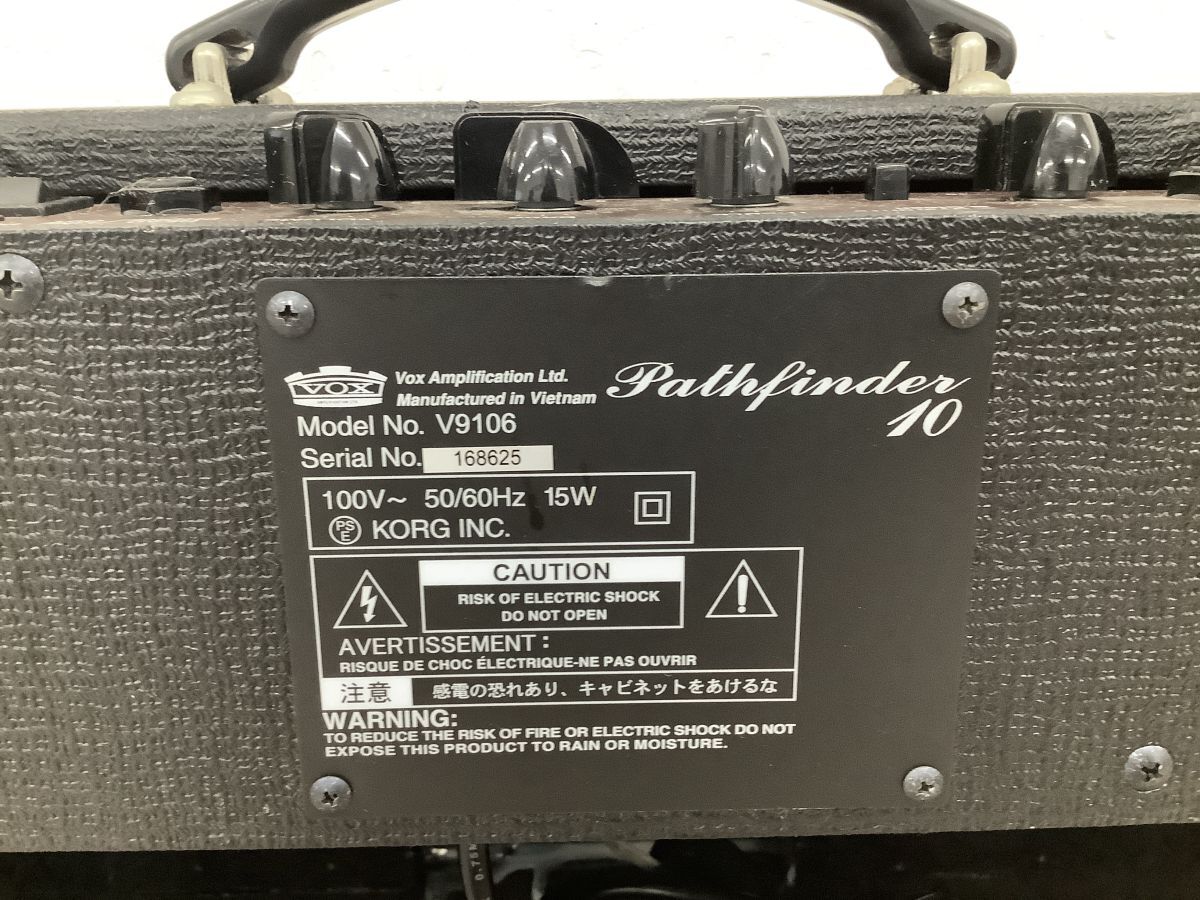 VOX
Vox Amplification Ltd.
Manufactured in Vietnam
Pathfinder
10
Model No. V9106
Serial No. 168625
100V~ 50/60Hz 15W
PSE KORG INC.
CAUTION
RISK OF ELECTRIC SHOCK
DO NOT OPEN
AVERTISSEMENT :
RISQUE DE CHOC ÉLECTRIQUE-NE PAS OUVRIR
注意 感電の恐れあり、キャビネットをあけるな
WARNING:
TO REDUCE THE RISK OF FIRE OR ELECTRIC SHOCK DO NOT
EXPOSE THIS PRODUCT TO RAIN OR MOISTURE.